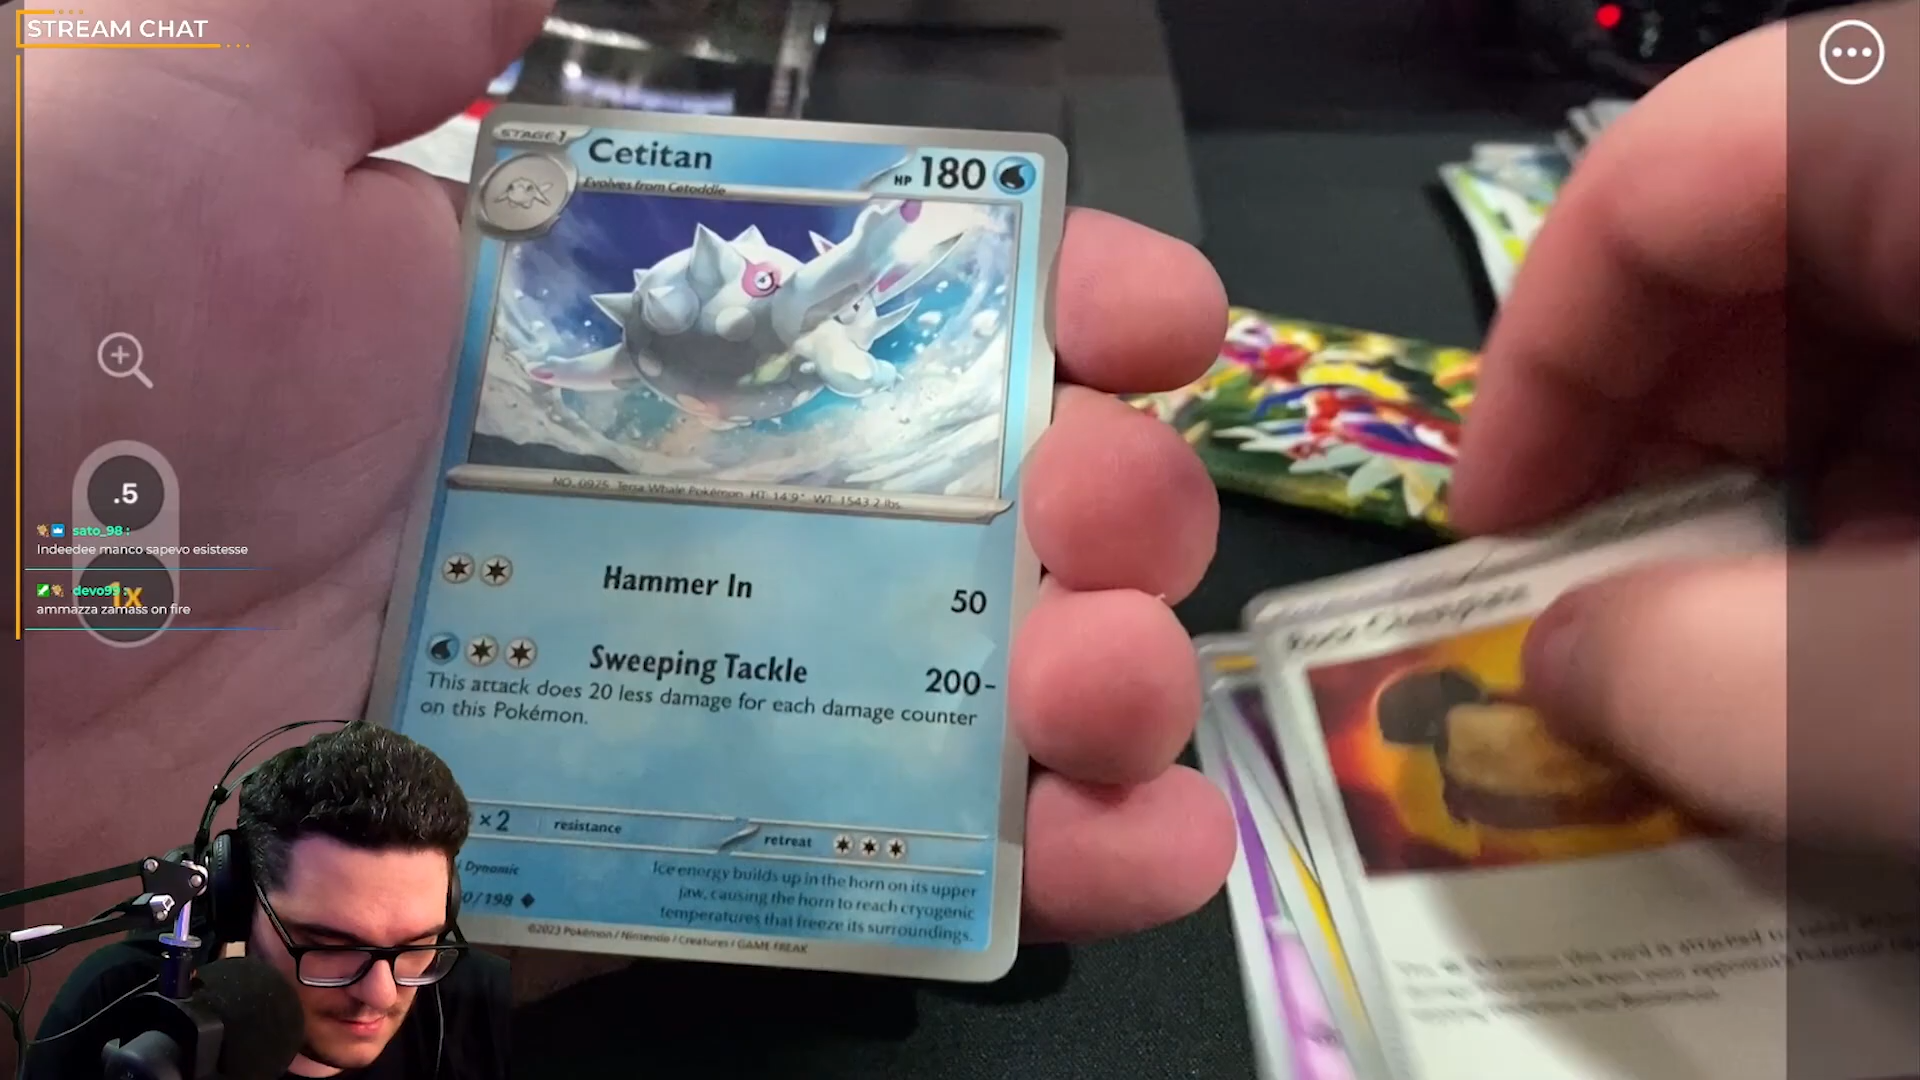 STREAM CHAT
STAGE 1
Cetitan
HP 180
Evolves from Cetoddle
NO. 0975 Terra Whale Pokémon HT: 14'9" WT: 1543.2 lbs.
.5
sato_98 :
Indeedee manco sapevo esistesse
1x
devo99 :
ammazza zamass on fire
Hammer In 50
Sweeping Tackle 200-
This attack does 20 less damage for each damage counter
on this Pokémon.
×2 resistance retreat
Dynamic
0/198
Ice energy builds up in the horn on its upper
jaw, causing the horn to reach cryogenic
temperatures that freeze its surroundings.
©2023 Pokémon / Nintendo / Creatures / GAME FREAK